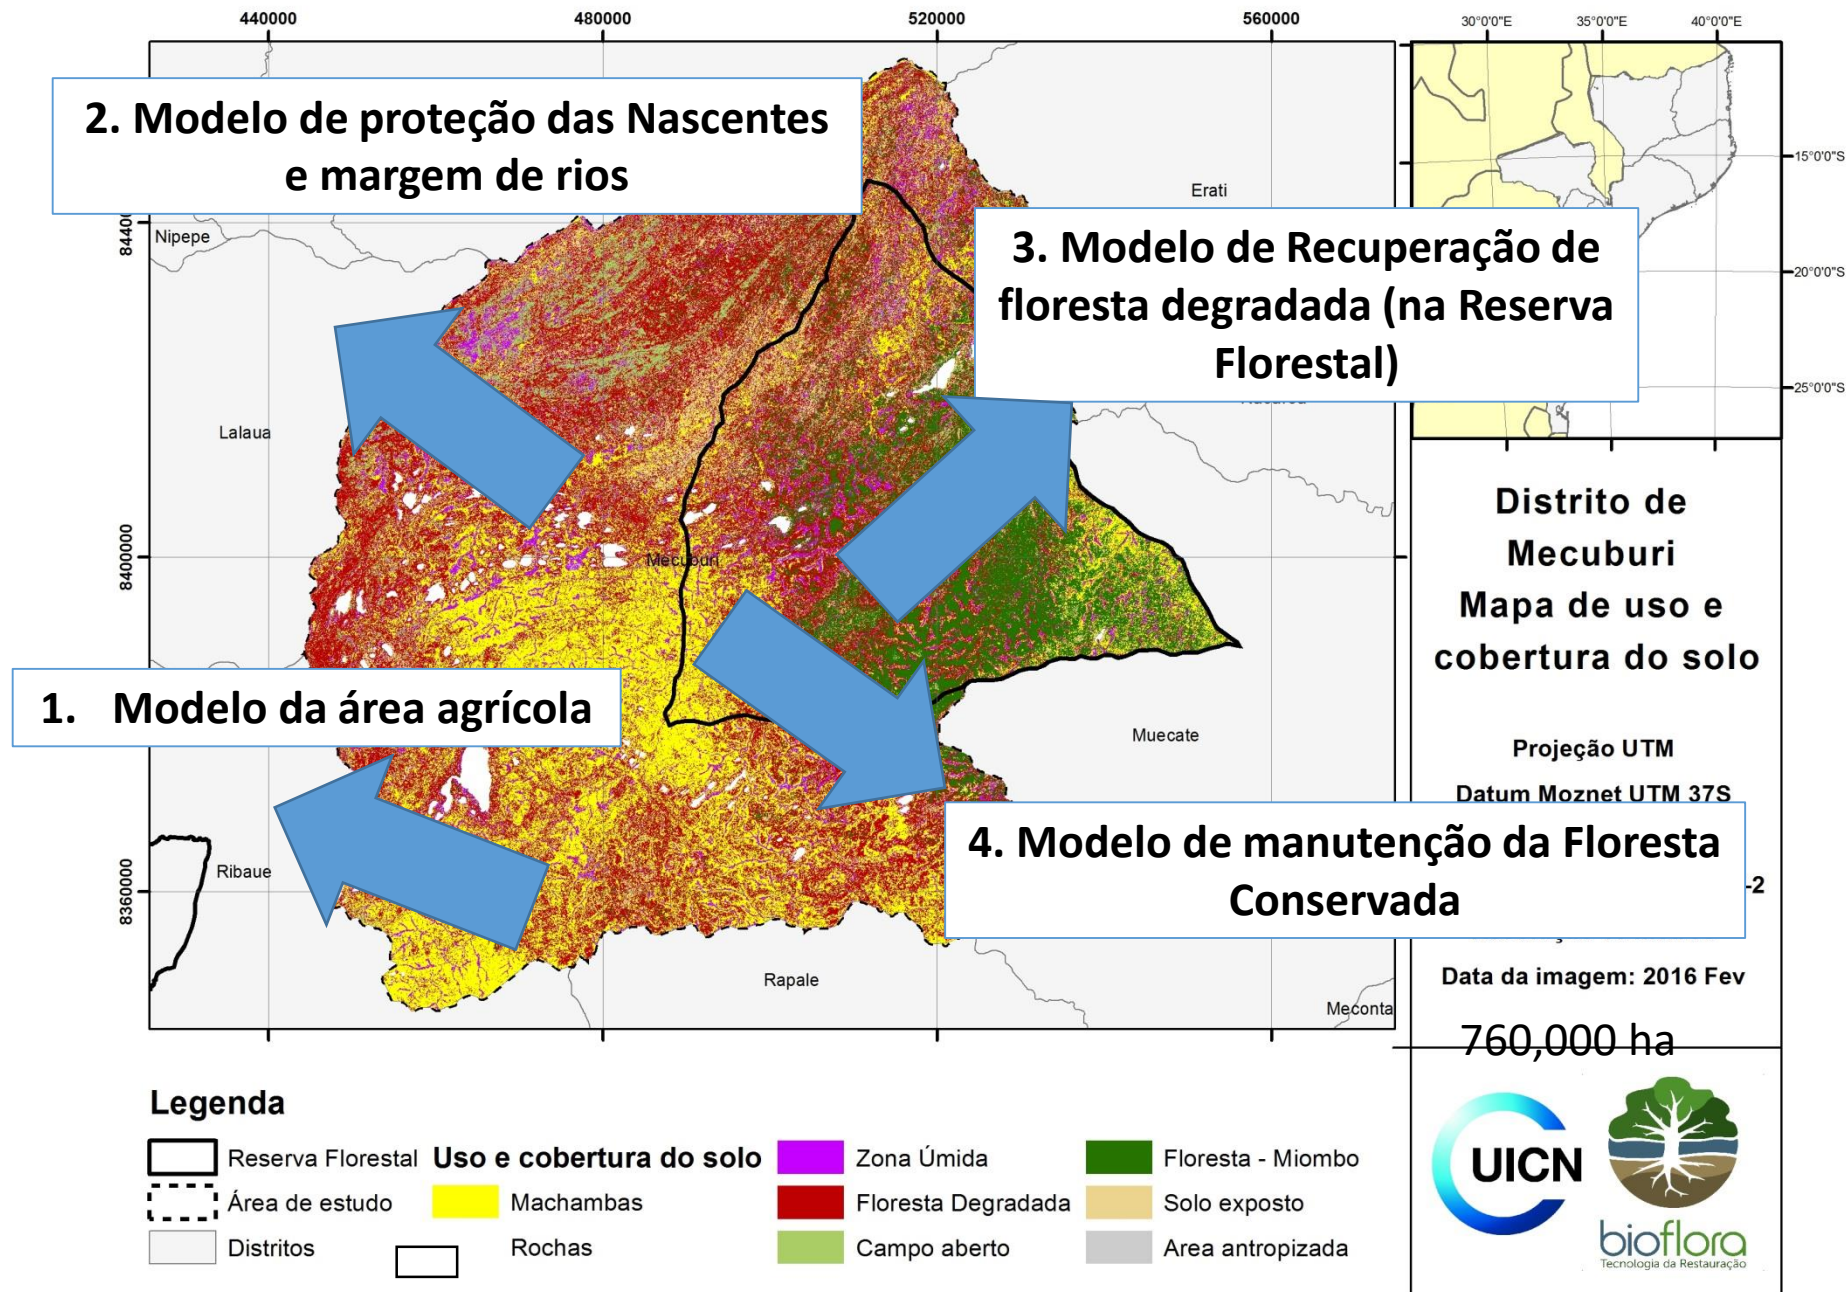 440000
480000
520000
560000
30°0'0"E
35°0'0"E
40°0'0"E
2. Modelo de proteção das Nascentes
e margem de rios
Erati
15°0'0"S
Nipepe
3. Modelo de Recuperação de
floresta degradada (na Reserva
Florestal)
20°0'0"S
25°0'0"S
Lalaua
8400000
Mecuburi
Distrito de
Mecuburi
Mapa de uso e
cobertura do solo
1. Modelo da área agrícola
Muecate
Projeção UTM
Datum Moznet UTM 37S
4. Modelo de manutenção da Floresta
Conservada
-2
8360000
Ribaue
Rapale
Data da imagem: 2016 Fev
Meconta
760,000 ha
Legenda
Reserva Florestal
Área de estudo
Distritos
Uso e cobertura do solo
Machambas
Rochas
Zona Úmida
Floresta Degradada
Campo aberto
Floresta - Miombo
Solo exposto
Area antropizada
UICN
bioflora
Tecnologia da Restauração